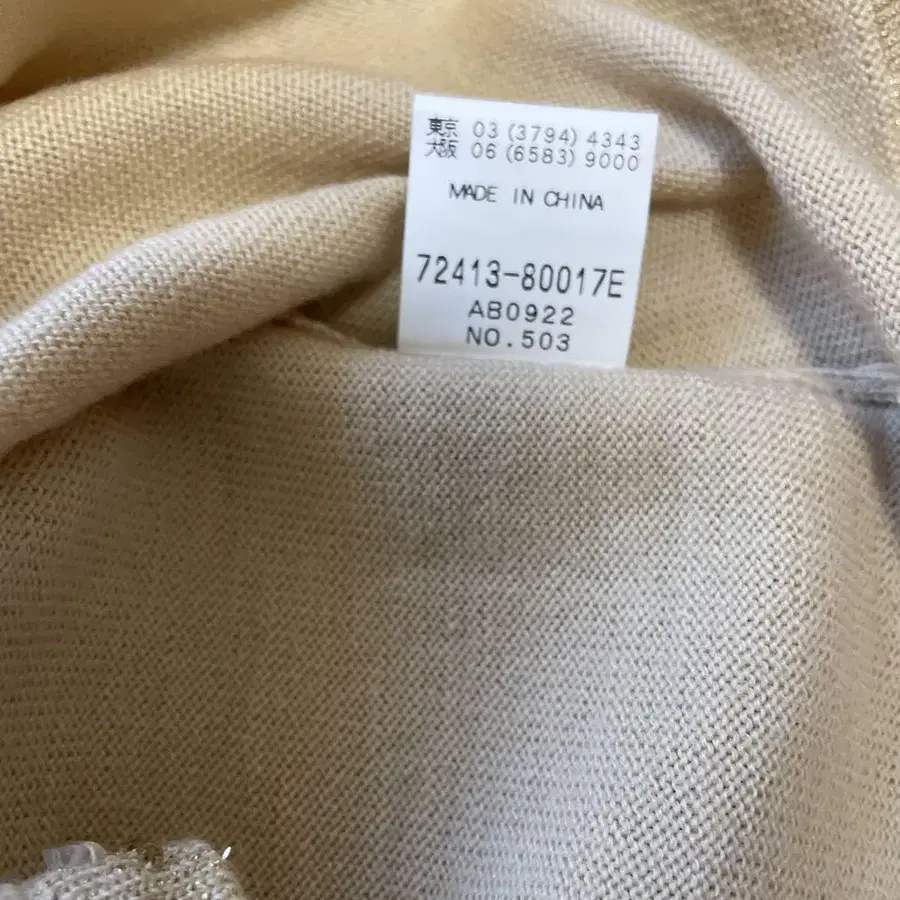 東京 03 (3794) 4343
大阪 06 (6583) 9000
MADE IN CHINA
72413-80017E
AB0922
NO.503